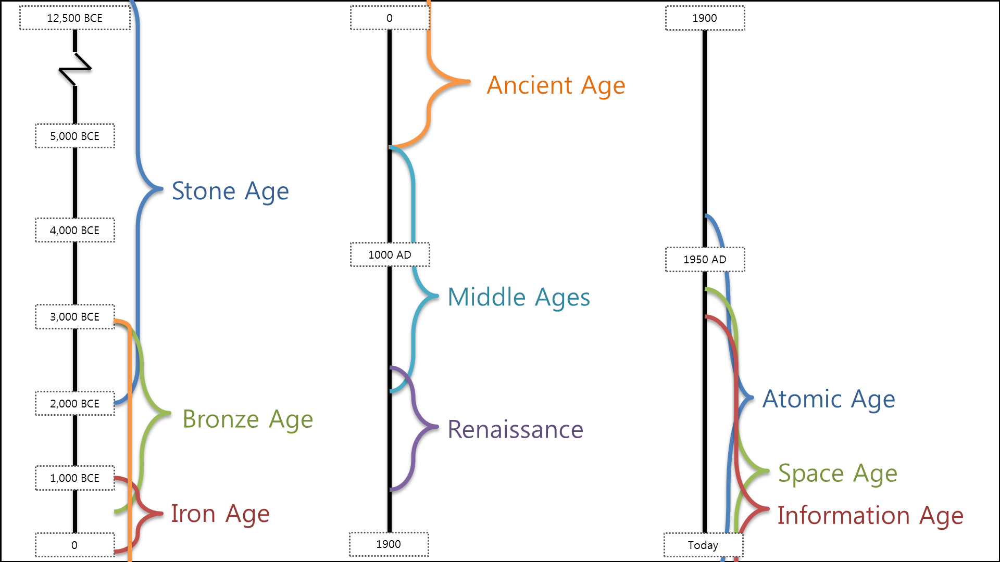 12,500 BCE
5,000 BCE
Stone Age
4,000 BCE
3,000 BCE
2,000 BCE
Bronze Age
1,000 BCE
Iron Age
0
0
Ancient Age
1000 AD
Middle Ages
Renaissance
1900
1900
1950 AD
Atomic Age
Space Age
Information Age
Today